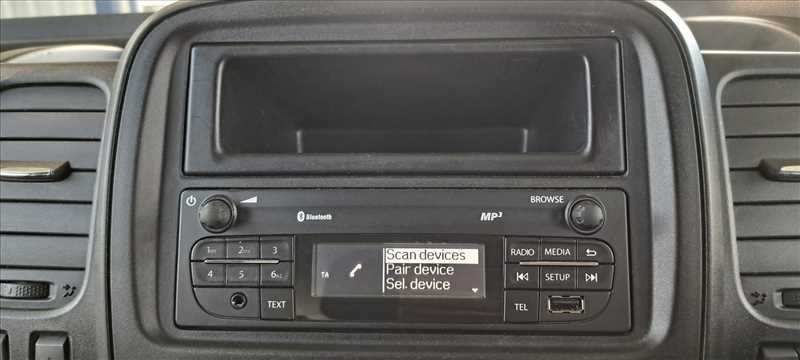 BROWSE
Bluetooth
MP3
1
2
3
4
5
6
TEXT
TA
Scan devices
Pair device
Sel. device
RADIO
MEDIA
SETUP
TEL